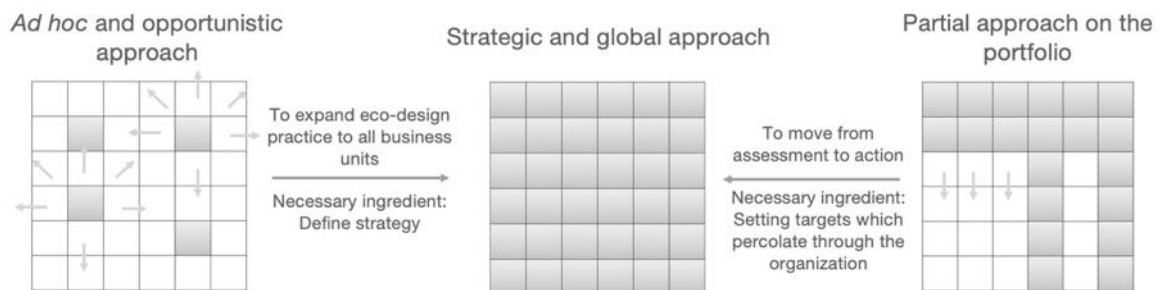 Ad hoc and opportunistic
approach
Strategic and global approach
Partial approach on the
portfolio
To expand eco-design
practice to all business
units
Necessary ingredient:
Define strategy
To move from
assessment to action
Necessary ingredient:
Setting targets which
percolate through the
organization